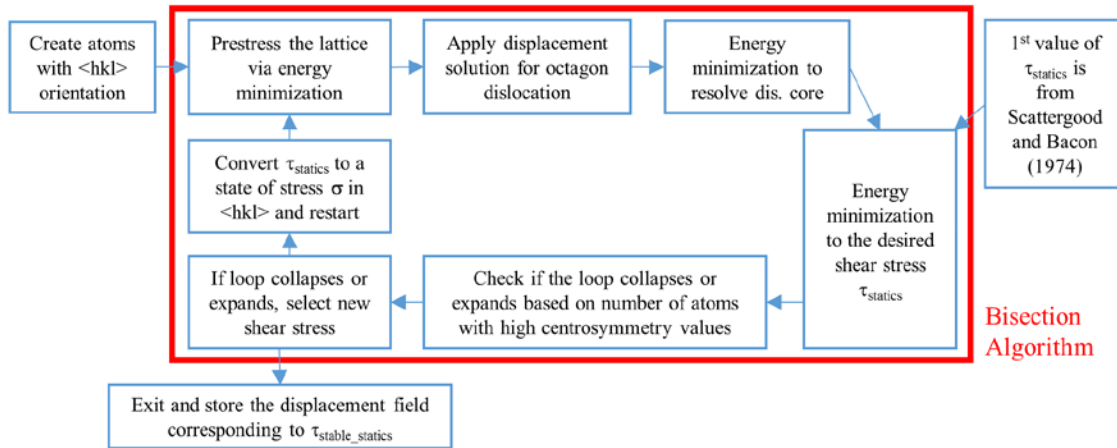 Create atoms
with <hkl>
orientation
Prestress the lattice
via energy
minimization
Apply displacement
solution for octagon
dislocation
Energy
minimization to
resolve dis. core
1st value of
τstatics is
from
Scattergood
and Bacon
(1974)
Energy
minimization
to the desired
shear stress
τstatics
Convert τstatics to a
state of stress σ in
<hkl> and restart
If loop collapses or
expands, select new
shear stress
Check if the loop collapses or
expands based on number of atoms
with high centrosymmetry values
Bisection
Algorithm
Exit and store the displacement field
corresponding to τstable_statics